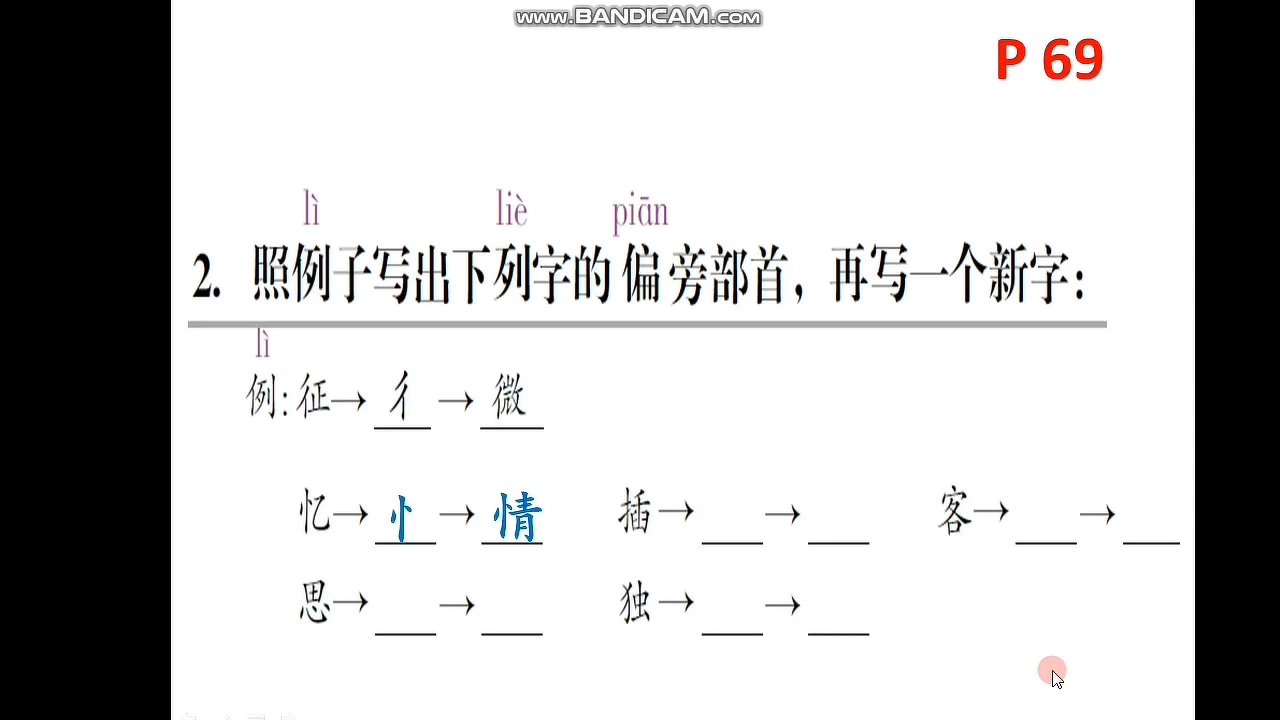 www.BANDICAM.com
P 69
lì liè piān
2. 照例子写出下列字的偏旁部首，再写一个新字：
lì
例：征→ 彳 → 微
忆→ 忄 → 情 插→ ___ → ___ 客→ ___ → ___
思→ ___ → ___ 独→ ___ → ___